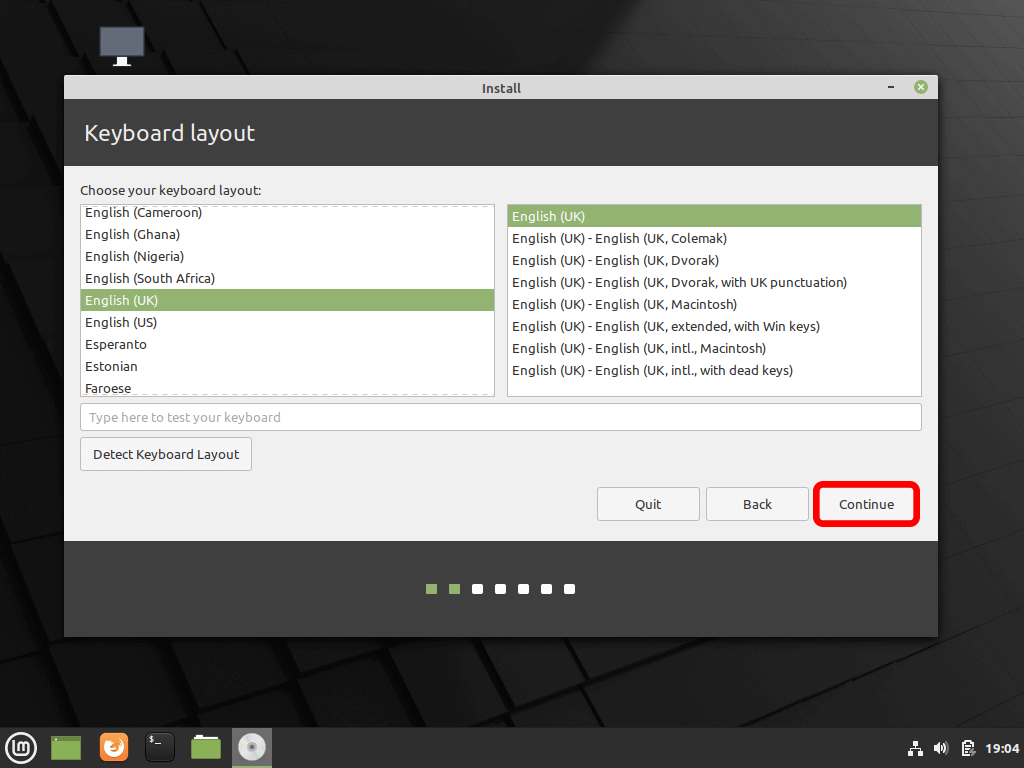 Install
Keyboard layout
Choose your keyboard layout:
English (Cameroon)
English (Ghana)
English (Nigeria)
English (South Africa)
English (UK)
English (US)
Esperanto
Estonian
Faroese
English (UK)
English (UK) - English (UK, Colemak)
English (UK) - English (UK, Dvorak)
English (UK) - English (UK, Dvorak, with UK punctuation)
English (UK) - English (UK, Macintosh)
English (UK) - English (UK, extended, with Win keys)
English (UK) - English (UK, intl., Macintosh)
English (UK) - English (UK, intl., with dead keys)
Type here to test your keyboard
Detect Keyboard Layout
Quit Back Continue
$_
19:04